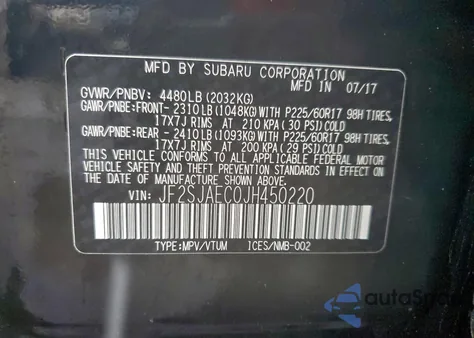 MFD BY SUBARU CORPORATION
MFD IN 07/17
GVWR/PNBV: 4480LB(2032KG)
GAWR/PNBE:FRONT-2310LB(1048KG)WITH P225/60R17 98H TIRES,
17X7J RIMS AT 210 KPA (30 PSI)COLD
GAWR/PNBE:REAR -2410LB(1093KG)WITH P225/60R17 98H TIRES,
17X7J RIMS AT 200 KPA (29 PSI)COLD
THIS VEHICLE CONFORMS TO ALL APPLICABLE FEDERAL MOTOR
VEHICLE SAFETY AND THEFT PREVENTION STANDARDS
IN EFFECT ON THE DATE OF MANUFACTURE SHOWN ABOVE.
VIN: JF2SJAEC0JH450220
TYPE:MPV/VTUM ICES/NMB-002